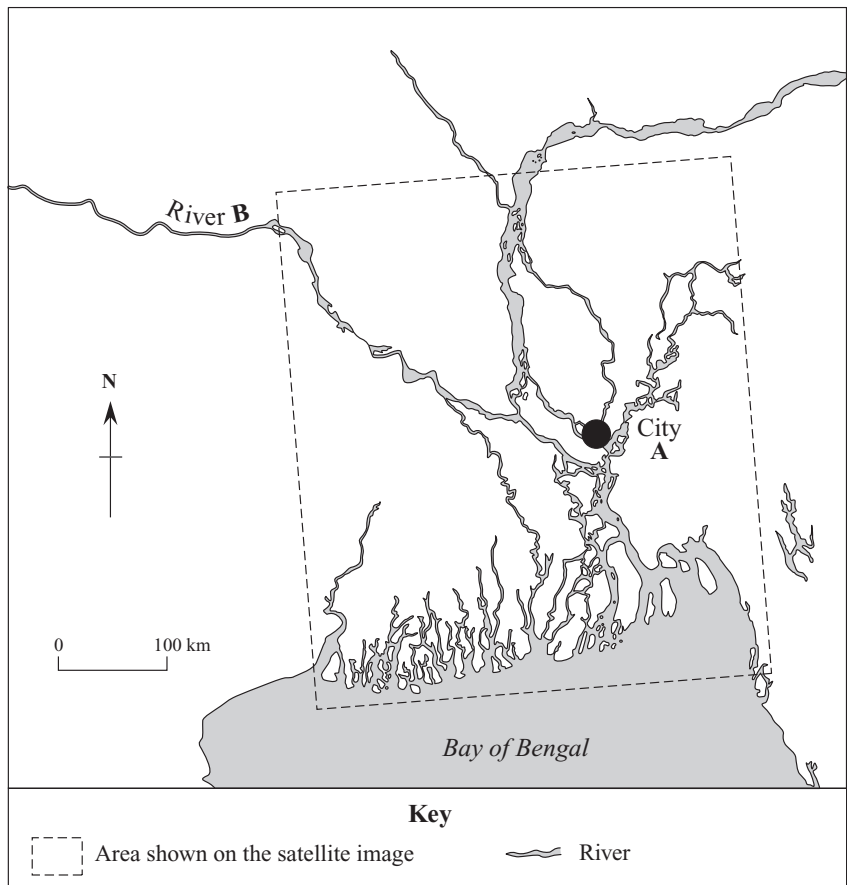 River B
N
City
A
0 100 km
Bay of Bengal
Key
Area shown on the satellite image
River